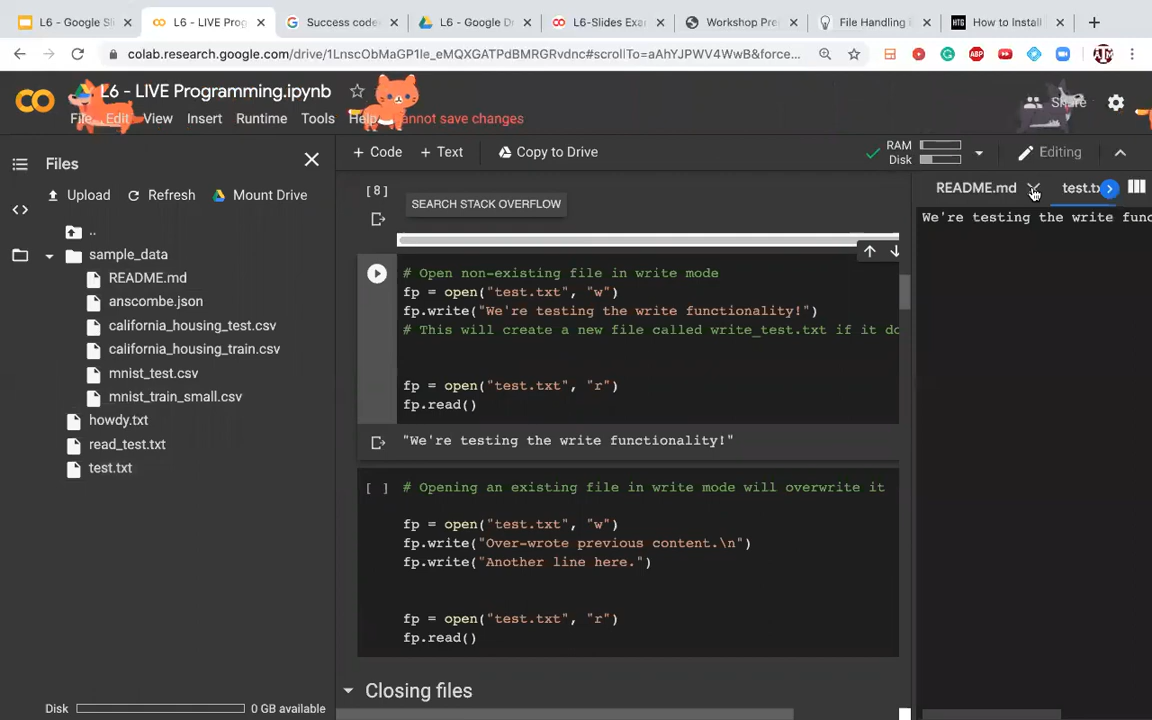 L6 - Google Sli
L6 - LIVE Prog
Success code
L6 - Google Dr
L6-Slides Exa
Workshop Pre
File Handling i
How to Install
colab.research.google.com/drive/1LnscObMaGP1Ie_eMQXGATPdBMRGRvdnc#scrollTo=aAhYJPWV4WwB&force...
L6 - LIVE Programming.ipynb
Share
File Edit View Insert Runtime Tools Help
annot save changes
Files
+ Code + Text Copy to Drive
RAM
Disk
Editing
Upload Refresh Mount Drive
..
sample_data
README.md
anscombe.json
california_housing_test.csv
california_housing_train.csv
mnist_test.csv
mnist_train_small.csv
howdy.txt
read_test.txt
test.txt
Disk 0 GB available
[8]
SEARCH STACK OVERFLOW
# Open non-existing file in write mode
fp = open("test.txt", "w")
fp.write("We're testing the write functionality!")
# This will create a new file called write_test.txt if it do
fp = open("test.txt", "r")
fp.read()
"We're testing the write functionality!"
[ ] # Opening an existing file in write mode will overwrite it
fp = open("test.txt", "w")
fp.write("Over-wrote previous content.\n")
fp.write("Another line here.")
fp = open("test.txt", "r")
fp.read()
Closing files
README.md test.tx
We're testing the write func